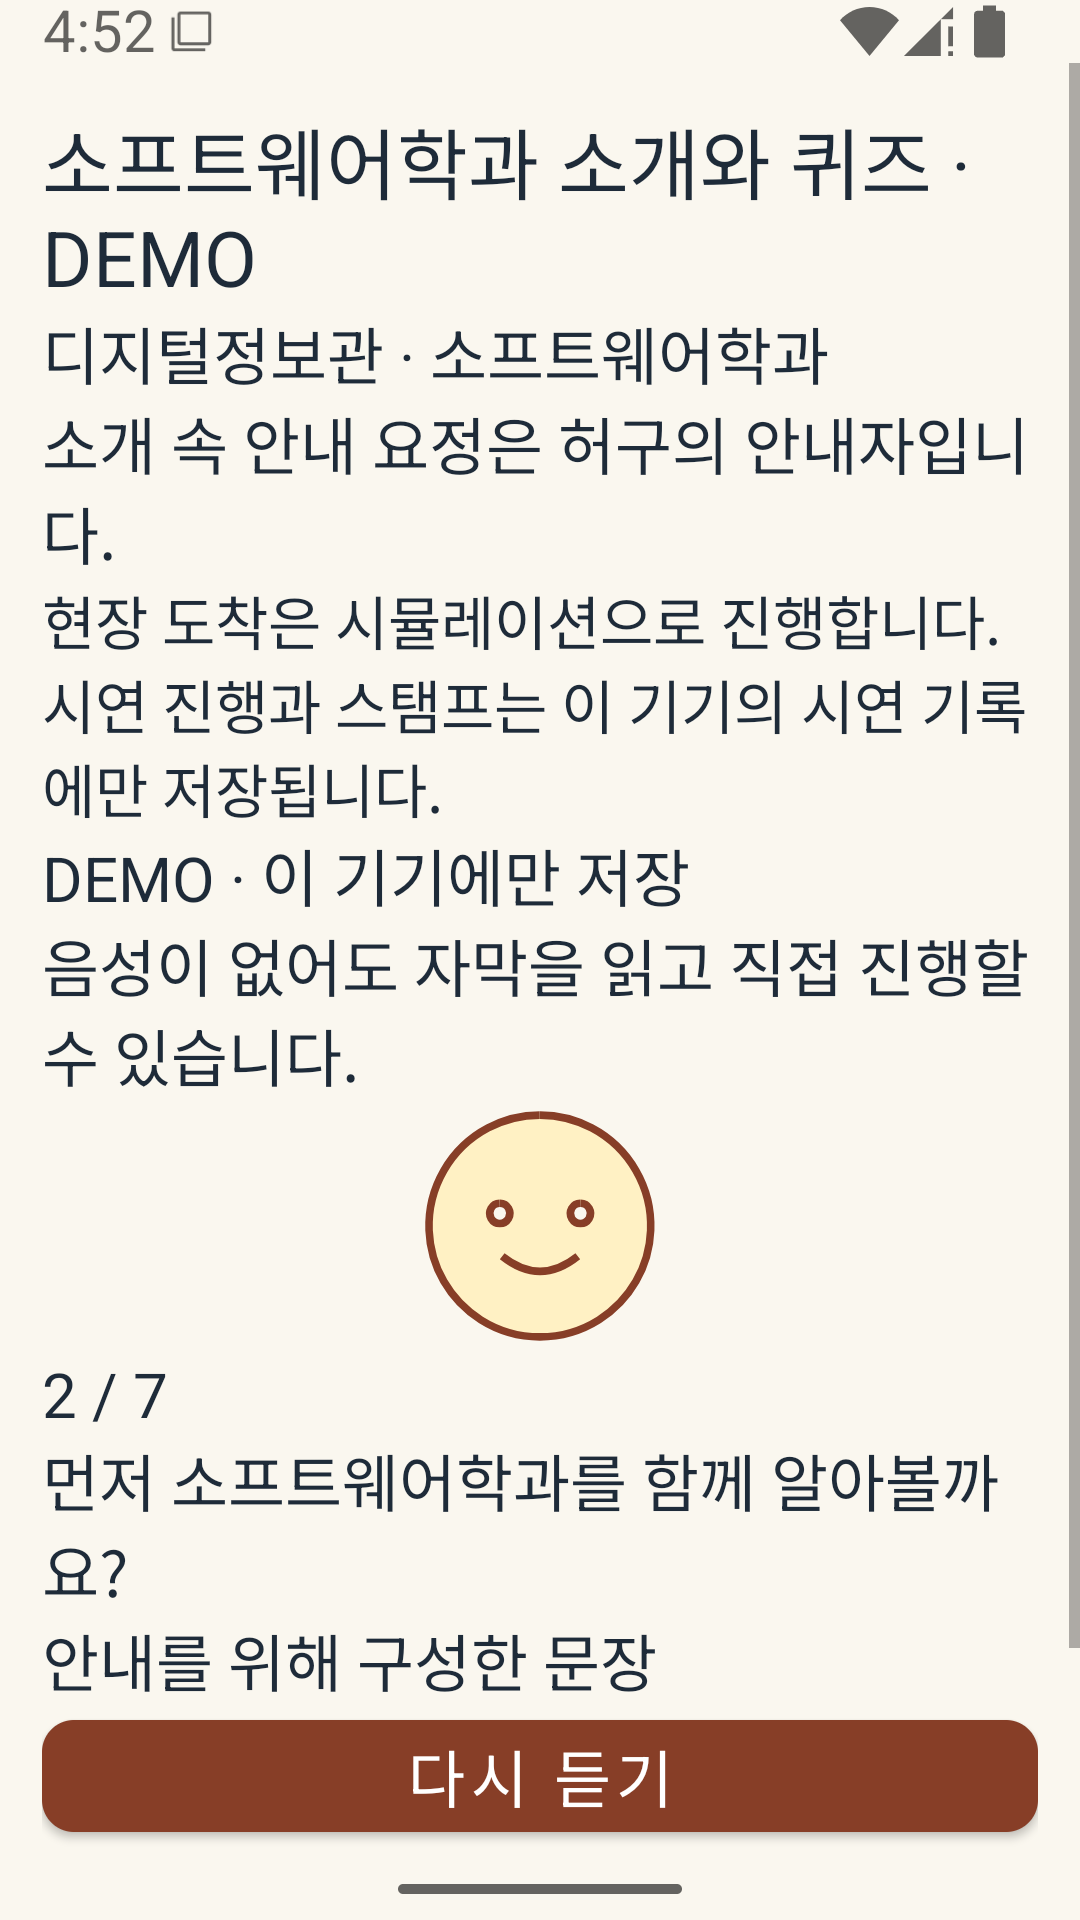 4:52
소프트웨어학과 소개와 퀴즈 ·
DEMO
디지털정보관 · 소프트웨어학과
소개 속 안내 요정은 허구의 안내자입니
다.
현장 도착은 시뮬레이션으로 진행합니다.
시연 진행과 스탬프는 이 기기의 시연 기록
에만 저장됩니다.
DEMO · 이 기기에만 저장
음성이 없어도 자막을 읽고 직접 진행할
수 있습니다.
2 / 7
먼저 소프트웨어학과를 함께 알아볼까
요?
안내를 위해 구성한 문장
다시 듣기